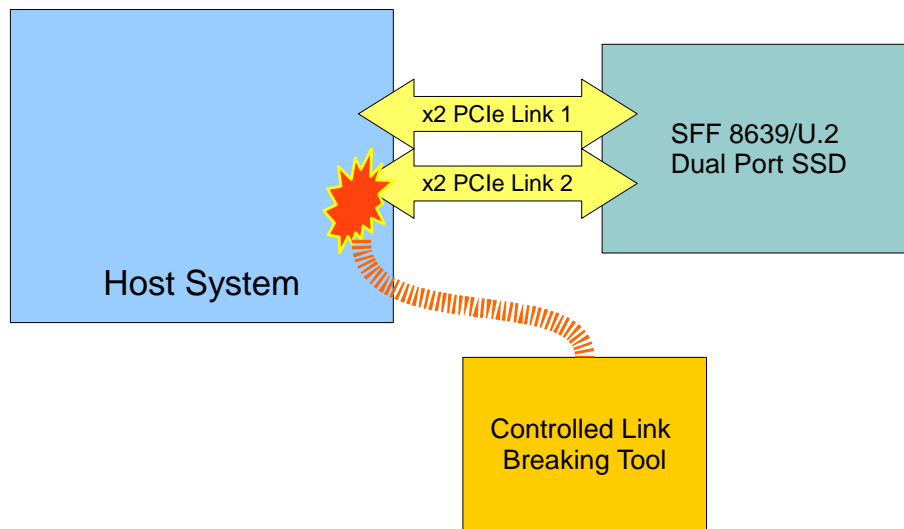 x2 PCIe Link 1
SFF 8639/U.2
Dual Port SSD
x2 PCIe Link 2
Host System
Controlled Link
Breaking Tool